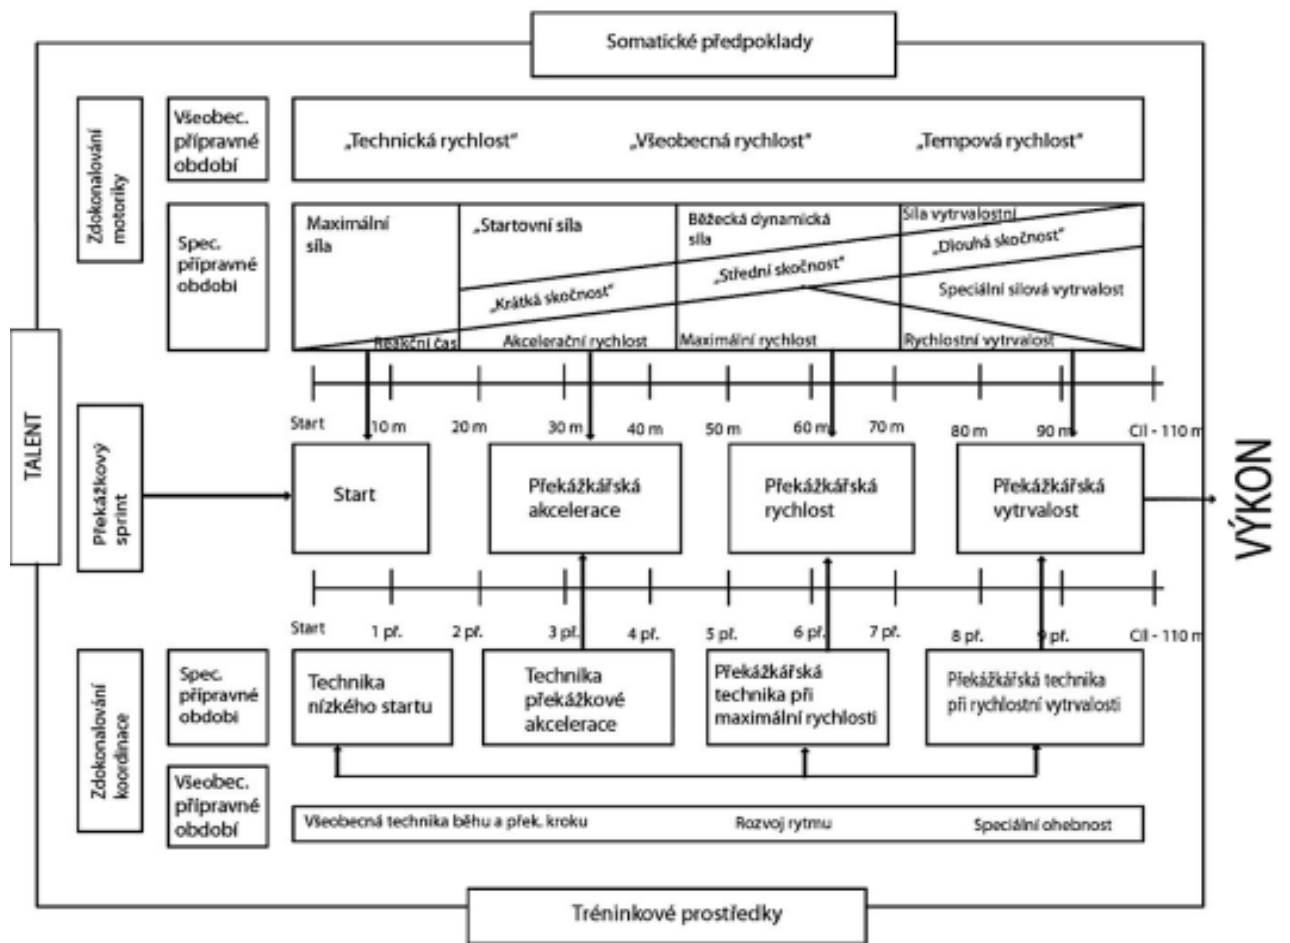 Somatické předpoklady
Zdokonalování
motoriky
Všeobec.
přípravné
období
„Technická rychlost“
„Všeobecná rychlost“
„Tempová rychlost“
Spec.
přípravné
období
Maximální
síla
„Startovní síla
Běžecká dynamická
síla
Síla vytrvalostní
„Krátká skočnost“
„Střední skočnost“
„Dlouhá skočnost“
Speciální silová vytrvalost
Reakční čas
Akcelerační rychlost
Maximální rychlost
Rychlostní vytrvalost
Start
10 m
20 m
30 m
40 m
50 m
60 m
70 m
80 m
90 m
Cíl - 110 m
TALENT
Překážkový
sprint
Start
Překážkářská
akcelerace
Překážkářská
rychlost
Překážkářská
vytrvalost
VÝKON
Start
1 př.
2 př.
3 př.
4 př.
5 př.
6 př.
7 př.
8 př.
9 př.
Cíl - 110 m
Zdokonalování
koordinace
Spec.
přípravné
období
Technika
nízkého startu
Technika
překážkové
akcelerace
Překážkářská
technika při
maximální rychlosti
Překážkářská technika
při rychlostní vytrvalosti
Všeobec.
přípravné
období
Všeobecná technika běhu a přek. kroku
Rozvoj rytmu
Speciální ohebnost
Tréninkové prostředky